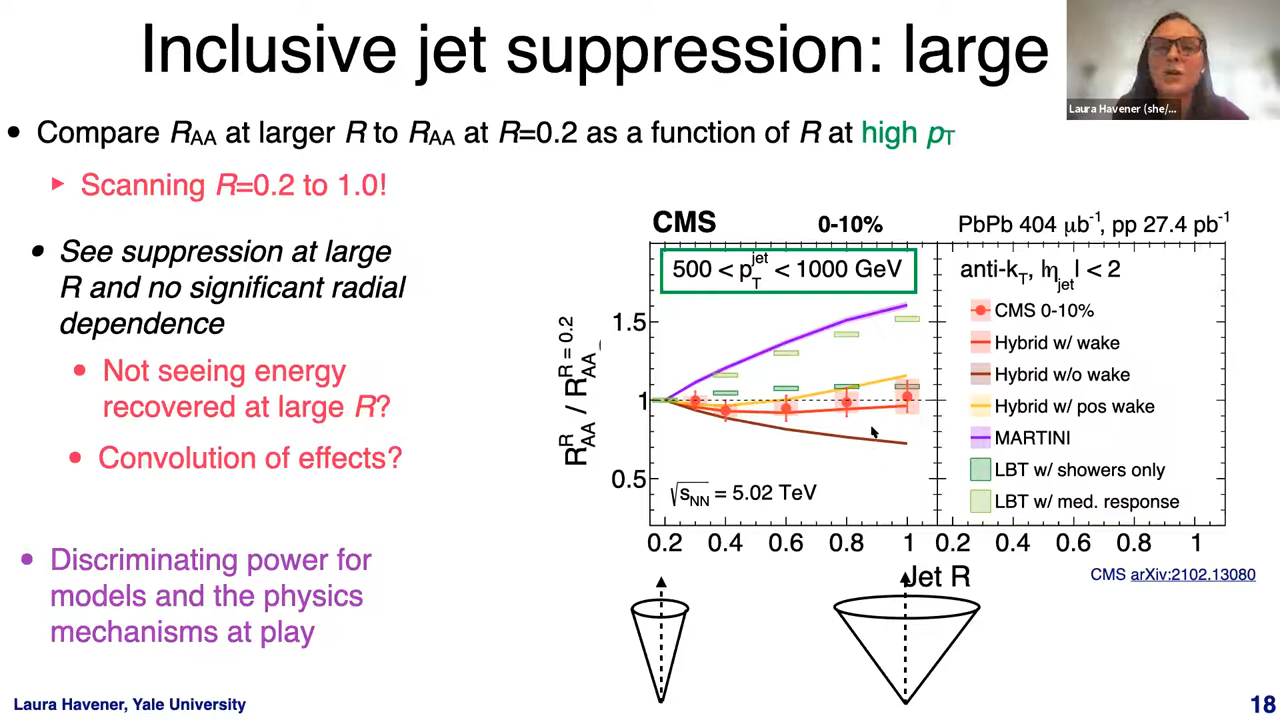 Inclusive jet suppression: large
Laura Havener (she/...
• Compare RAA at larger R to RAA at R=0.2 as a function of R at high pT
▸ Scanning R=0.2 to 1.0!
• See suppression at large
R and no significant radial
dependence
• Not seeing energy
recovered at large R?
• Convolution of effects?
• Discriminating power for
models and the physics
mechanisms at play
CMS 0-10% PbPb 404 μb⁻¹, pp 27.4 pb⁻¹
500 < pTjet < 1000 GeV
anti-kT, |ηjet| < 2
CMS 0-10%
Hybrid w/ wake
Hybrid w/o wake
Hybrid w/ pos wake
MARTINI
LBT w/ showers only
LBT w/ med. response
RAA^R / RAA^R = 0.2
1.5
1
0.5
√sNN = 5.02 TeV
0.2 0.4 0.6 0.8 1 0.2 0.4 0.6 0.8 1
Jet R
CMS arXiv:2102.13080
Laura Havener, Yale University
18